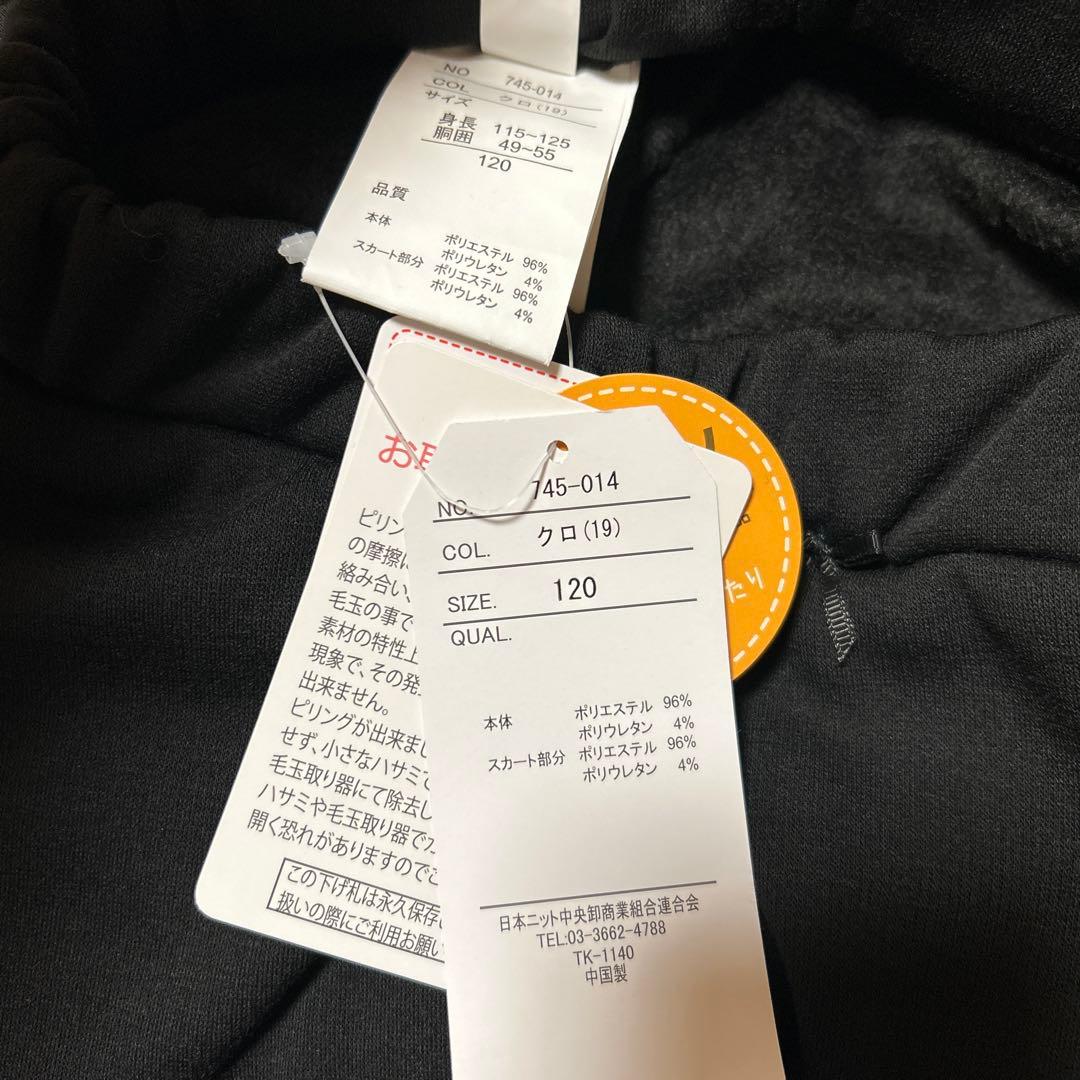 NO 745-014
COL クロ(19)
サイズ
身長 115-125
胴囲 49-55
120
品質
本体 ポリエステル 96%
ポリウレタン 4%
スカート部分 ポリエステル 96%
ポリウレタン 4%
お
ピリン
の摩擦に
絡み合い、
毛玉の事で
素材の特性上
現象で、その発
出来ません。
ピリングが出来まし
せず、小さなハサミで
毛玉取り器にて除去し
ハサミや毛玉取り器で
開く恐れがありますのでご
この下げ札は永久保存し
扱いの際にご利用お願い
たり
NO. 745-014
COL. クロ(19)
SIZE. 120
QUAL.
本体 ポリエステル 96%
ポリウレタン 4%
スカート部分 ポリエステル 96%
ポリウレタン 4%
日本ニット中央卸商業組合連合会
TEL:03-3662-4788
TK-1140
中国製